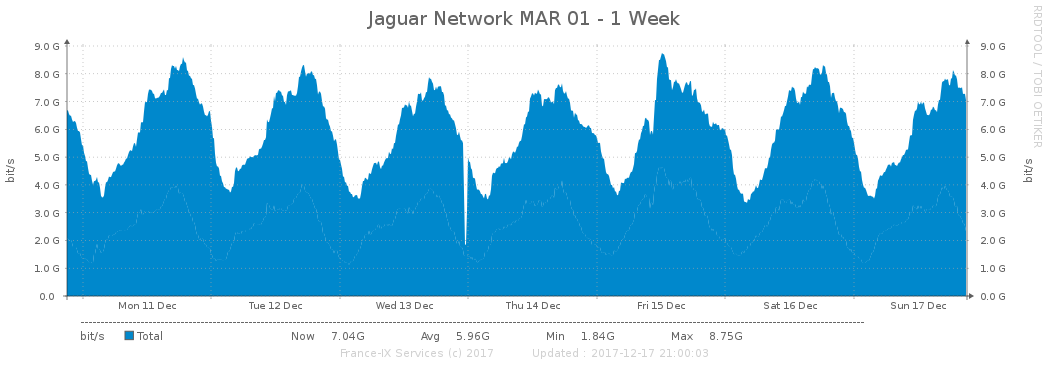 Jaguar Network MAR 01 - 1 Week
RRDTOOL / TOBI OETIKER
bit/s
9.0 G 9.0 G
8.0 G 8.0 G
7.0 G 7.0 G
6.0 G 6.0 G
5.0 G 5.0 G
4.0 G 4.0 G
3.0 G 3.0 G
2.0 G 2.0 G
1.0 G 1.0 G
0.0 0.0 G
bit/s
Mon 11 Dec Tue 12 Dec Wed 13 Dec Thu 14 Dec Fri 15 Dec Sat 16 Dec Sun 17 Dec
bit/s Total Now 7.04G Avg 5.96G Min 1.84G Max 8.75G
France-IX Services (c) 2017 Updated : 2017-12-17 21:00:03